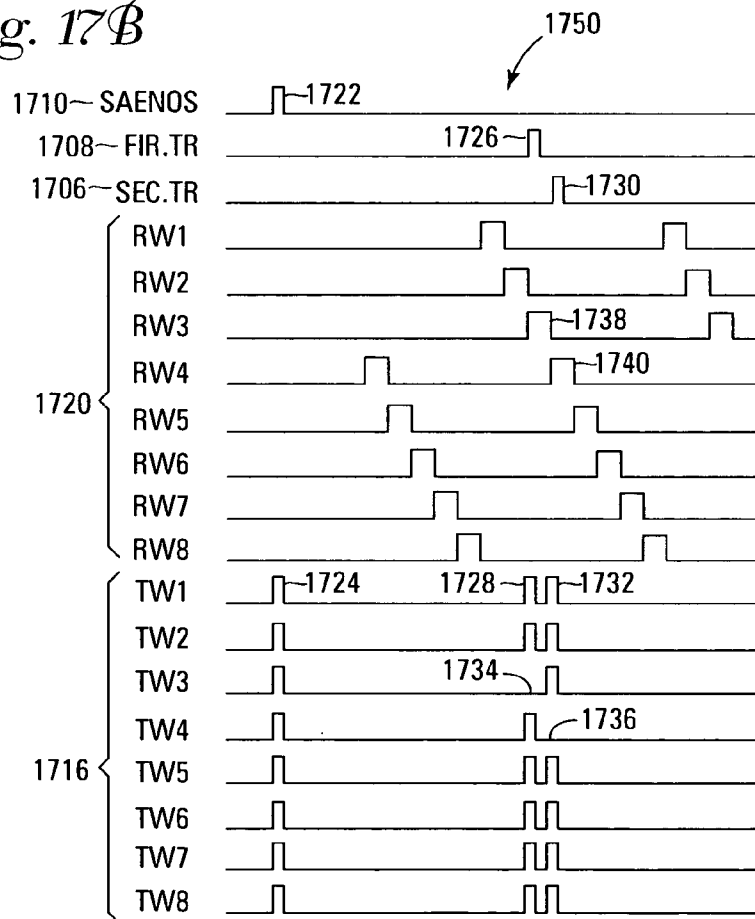 g. 17B
1750
1710 SAENOS 1722
1708 FIR.TR 1726
1706 SEC.TR 1730
RW1
RW2
RW3 1738
RW4 1740
1720
RW5
RW6
RW7
RW8
TW1 1724 1728 1732
TW2
TW3 1734
TW4 1736
1716
TW5
TW6
TW7
TW8